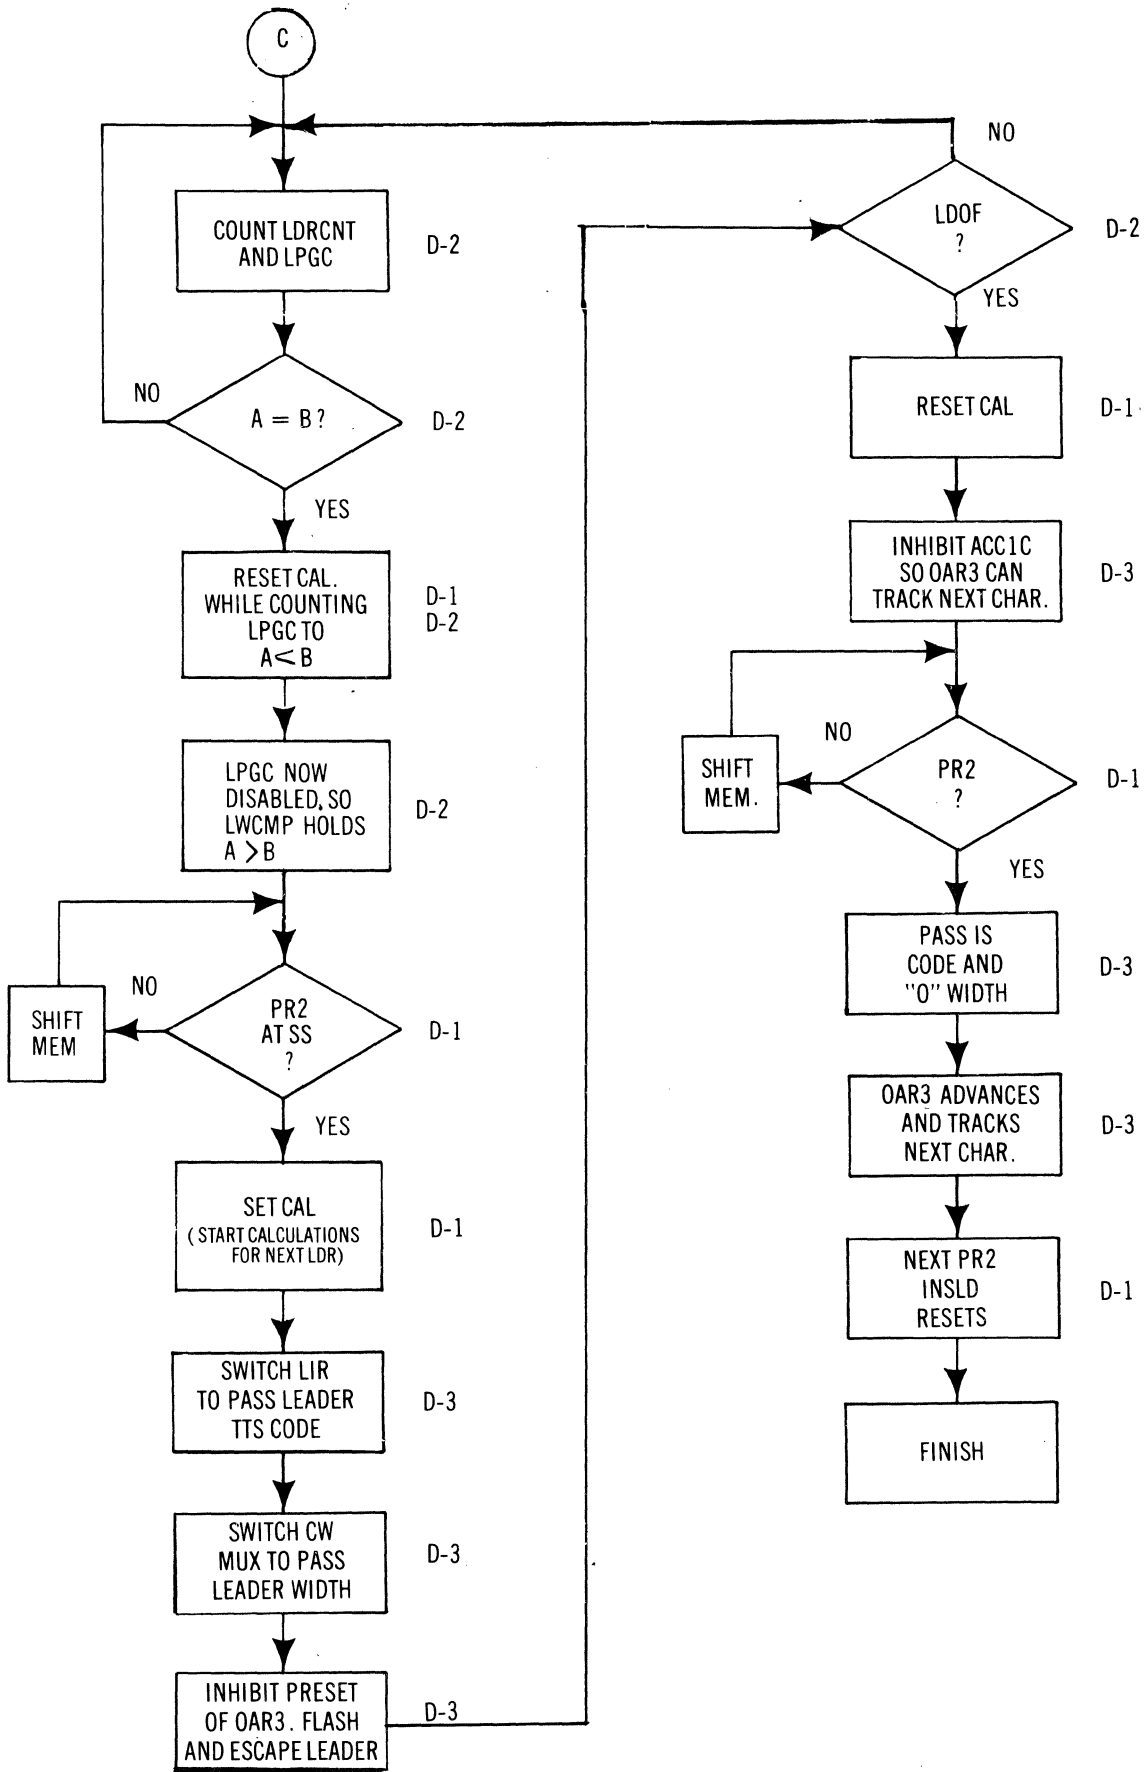 C
COUNT LDRCNT
AND LPGC
D-2
NO
A = B?
D-2
YES
RESET CAL.
WHILE COUNTING
LPGC TO
A < B
D-1
D-2
LPGC NOW
DISABLED, SO
LWCMP HOLDS
A > B
D-2
NO
SHIFT
MEM
PR2
AT SS
?
D-1
YES
SET CAL
(START CALCULATIONS
FOR NEXT LDR)
D-1
SWITCH LIR
TO PASS LEADER
TTS CODE
D-3
SWITCH CW
MUX TO PASS
LEADER WIDTH
D-3
INHIBIT PRESET
OF OAR3. FLASH
AND ESCAPE LEADER
D-3
NO
LDOF
?
D-2
YES
RESET CAL
D-1
INHIBIT ACC1C
SO OAR3 CAN
TRACK NEXT CHAR.
D-3
NO
SHIFT
MEM.
PR2
?
D-1
YES
PASS IS
CODE AND
"0" WIDTH
D-3
OAR3 ADVANCES
AND TRACKS
NEXT CHAR.
D-3
NEXT PR2
INSLD
RESETS
D-1
FINISH